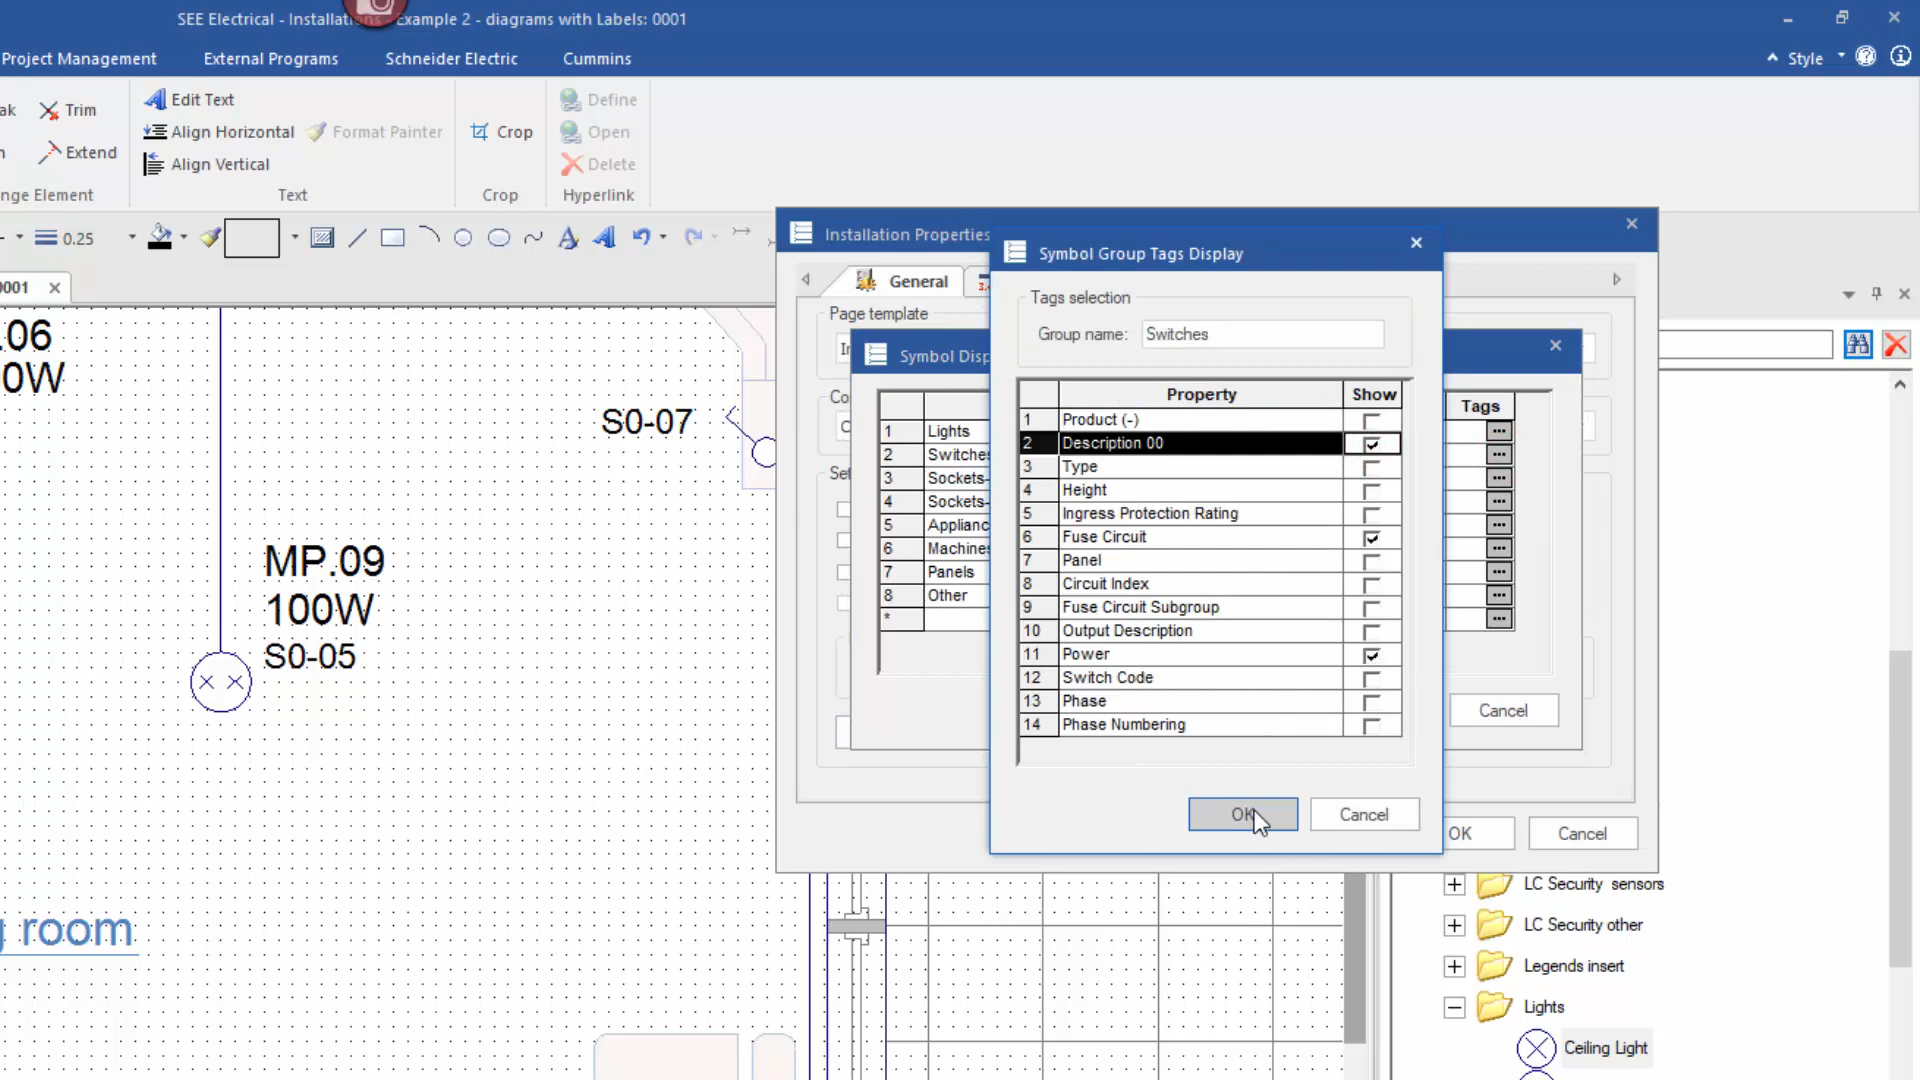 SEE Electrical - Installations - Example 2 - diagrams with Labels: 0001
Project Management External Programs Schneider Electric Cummins
Style
ak Trim Edit Text Define
Align Horizontal Format Painter Crop Open
n Extend Align Vertical Delete
nge Element Text Crop Hyperlink
0.25
0001
Installation Properties
General
Page template
Symbol Group Tags Display
Tags selection
Group name: Switches
Property Show
1 Product (-)
2 Description 00
3 Type
4 Height
5 Ingress Protection Rating
6 Fuse Circuit
7 Panel
8 Circuit Index
9 Fuse Circuit Subgroup
10 Output Description
11 Power
12 Switch Code
13 Phase
14 Phase Numbering
OK Cancel
Symbol Disp
Tags
1 Lights
2 Switches
3 Sockets-
4 Sockets-
5 Applianc
6 Machines
7 Panels
8 Other
*
Cancel
OK Cancel
.06
0W
S0-07
MP.09
100W
S0-05
g room
LC Security sensors
LC Security other
Legends insert
Lights
Ceiling Light